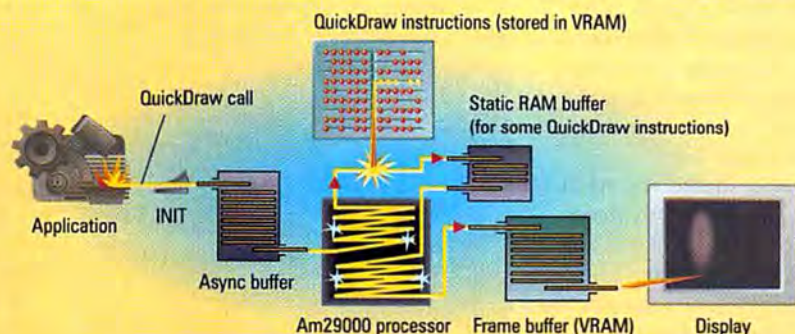 QuickDraw instructions (stored in VRAM)
QuickDraw call
Static RAM buffer
(for some QuickDraw instructions)
Application
INIT
Async buffer
Am29000 processor
Frame buffer (VRAM)
Display